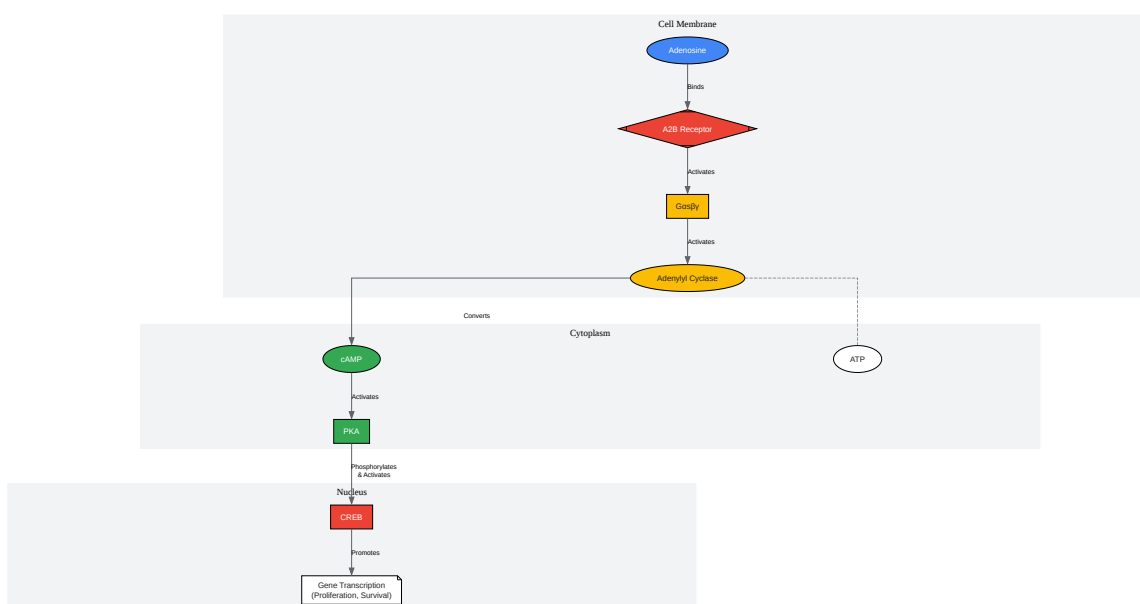 Cell Membrane
Adenosine
Binds
A2B Receptor
Activates
Gαsβγ
Activates
Adenylyl Cyclase
Converts
Cytoplasm
cAMP
ATP
Activates
PKA
Phosphorylates
& Activates
Nucleus
CREB
Promotes
Gene Transcription
(Proliferation, Survival)